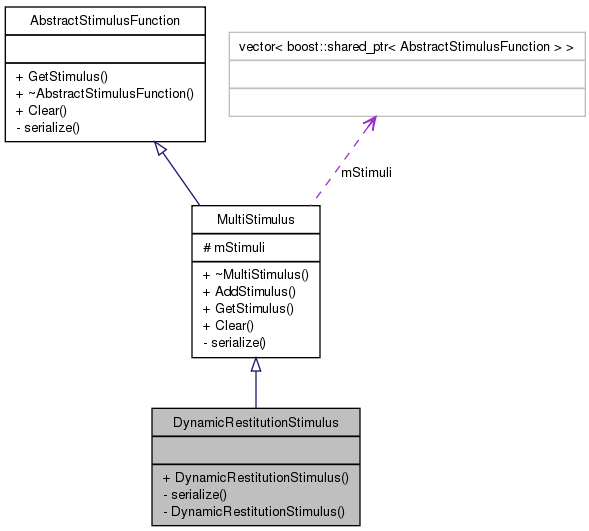 AbstractStimulusFunction
+ GetStimulus()
+ ~AbstractStimulusFunction()
+ Clear()
- serialize()
vector< boost::shared_ptr< AbstractStimulusFunction > >
mStimuli
MultiStimulus
# mStimuli
+ ~MultiStimulus()
+ AddStimulus()
+ GetStimulus()
+ Clear()
- serialize()
DynamicRestitutionStimulus
+ DynamicRestitutionStimulus()
- serialize()
- DynamicRestitutionStimulus()